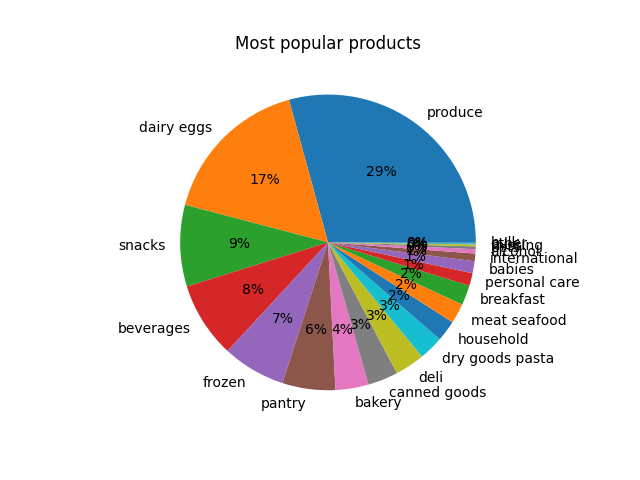 Most popular products
produce
29%
dairy eggs
17%
snacks
9%
beverages
8%
frozen
7%
pantry
6%
bakery
4%
canned goods
3%
deli
3%
dry goods pasta
3%
household
2%
meat seafood
2%
breakfast
2%
personal care
1%
babies
1%
international